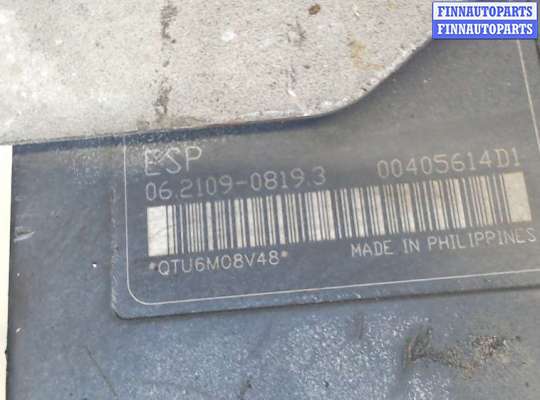 FINNAUTOPARTS
FINNAUTOPARTS
ESP
06.2109-0819.3 00405614D1
*QTU6M08V48*
MADE IN PHILIPPINES